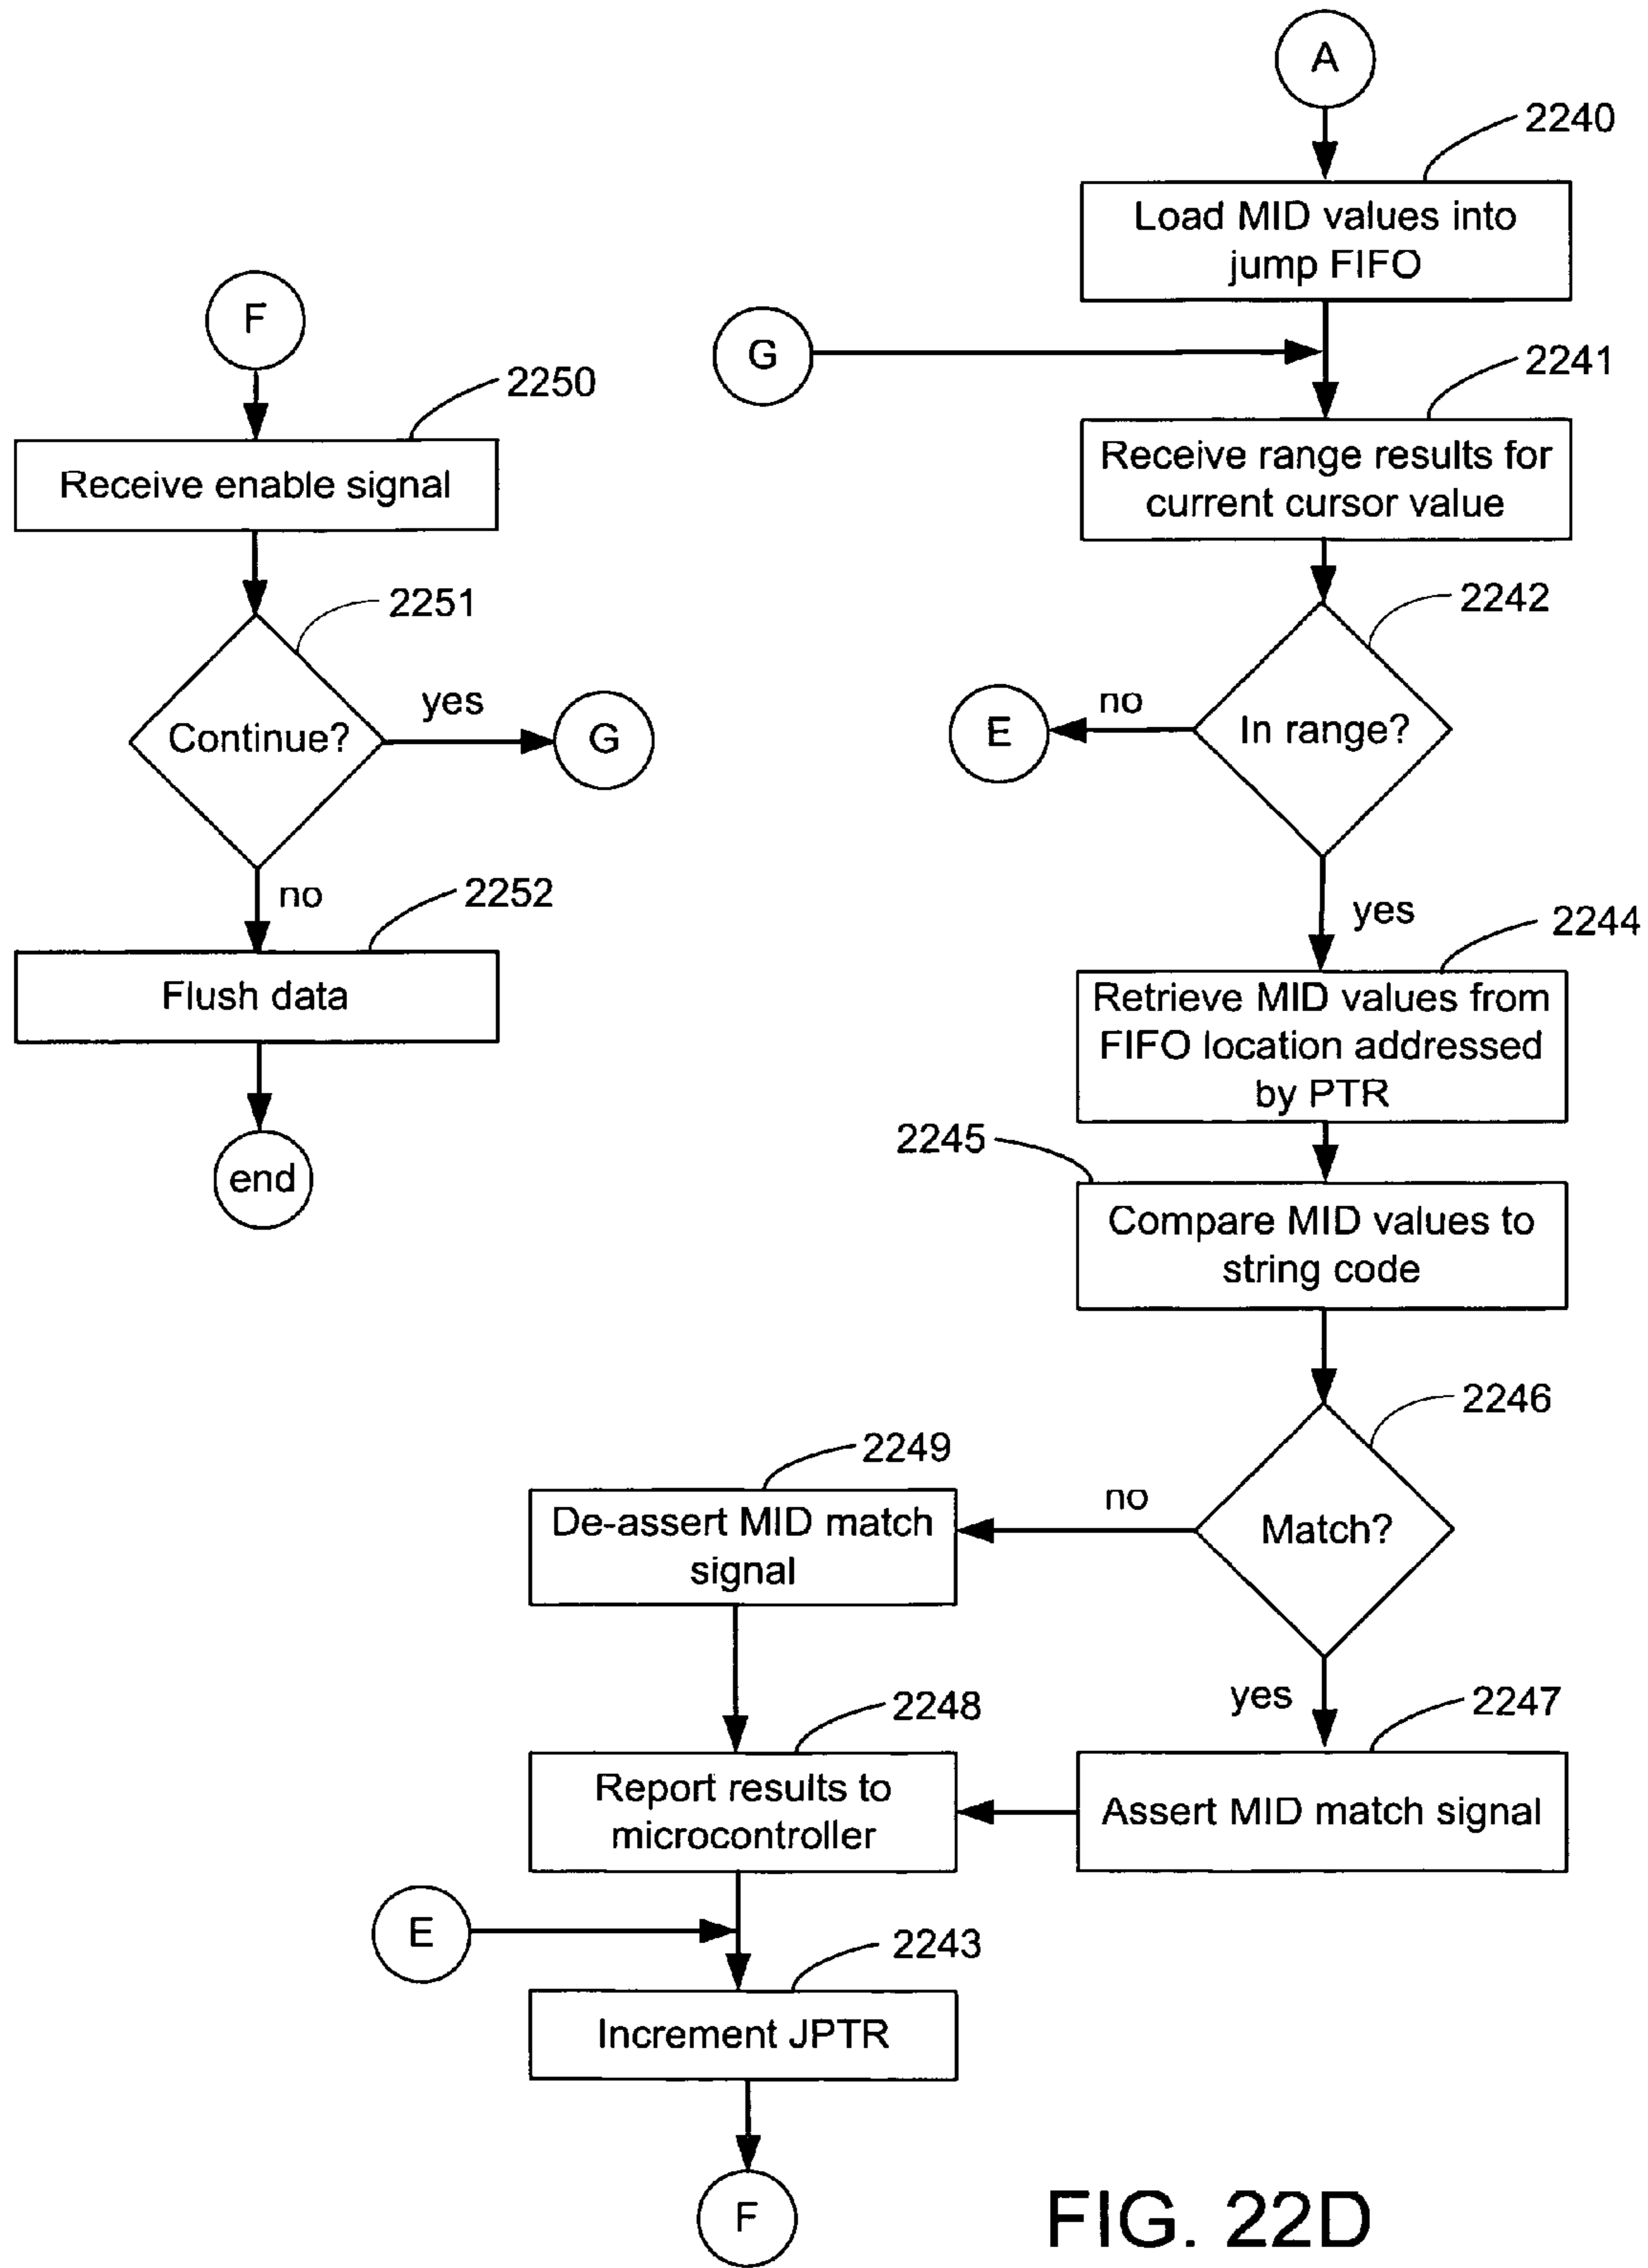 A
2240
Load MID values into
jump FIFO
G
2241
Receive range results for
current cursor value
2242
In range?
no
E
yes
2244
Retrieve MID values from
FIFO location addressed
by PTR
2245
Compare MID values to
string code
2246
Match?
no
2249
De-assert MID match
signal
yes
2247
Assert MID match signal
2248
Report results to
microcontroller
E
2243
Increment JPTR
F
F
2250
Receive enable signal
2251
Continue?
yes
G
no
2252
Flush data
end
FIG. 22D